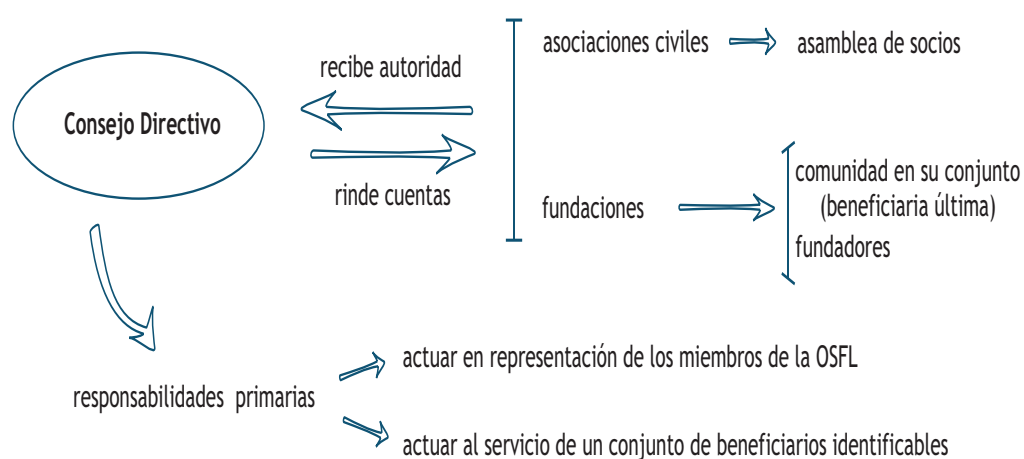 asociaciones civiles
asamblea de socios
recibe autoridad
Consejo Directivo
rinde cuentas
fundaciones
comunidad en su conjunto
(beneficiaria última)
fundadores
responsabilidades primarias
actuar en representación de los miembros de la OSFL
actuar al servicio de un conjunto de beneficiarios identificables